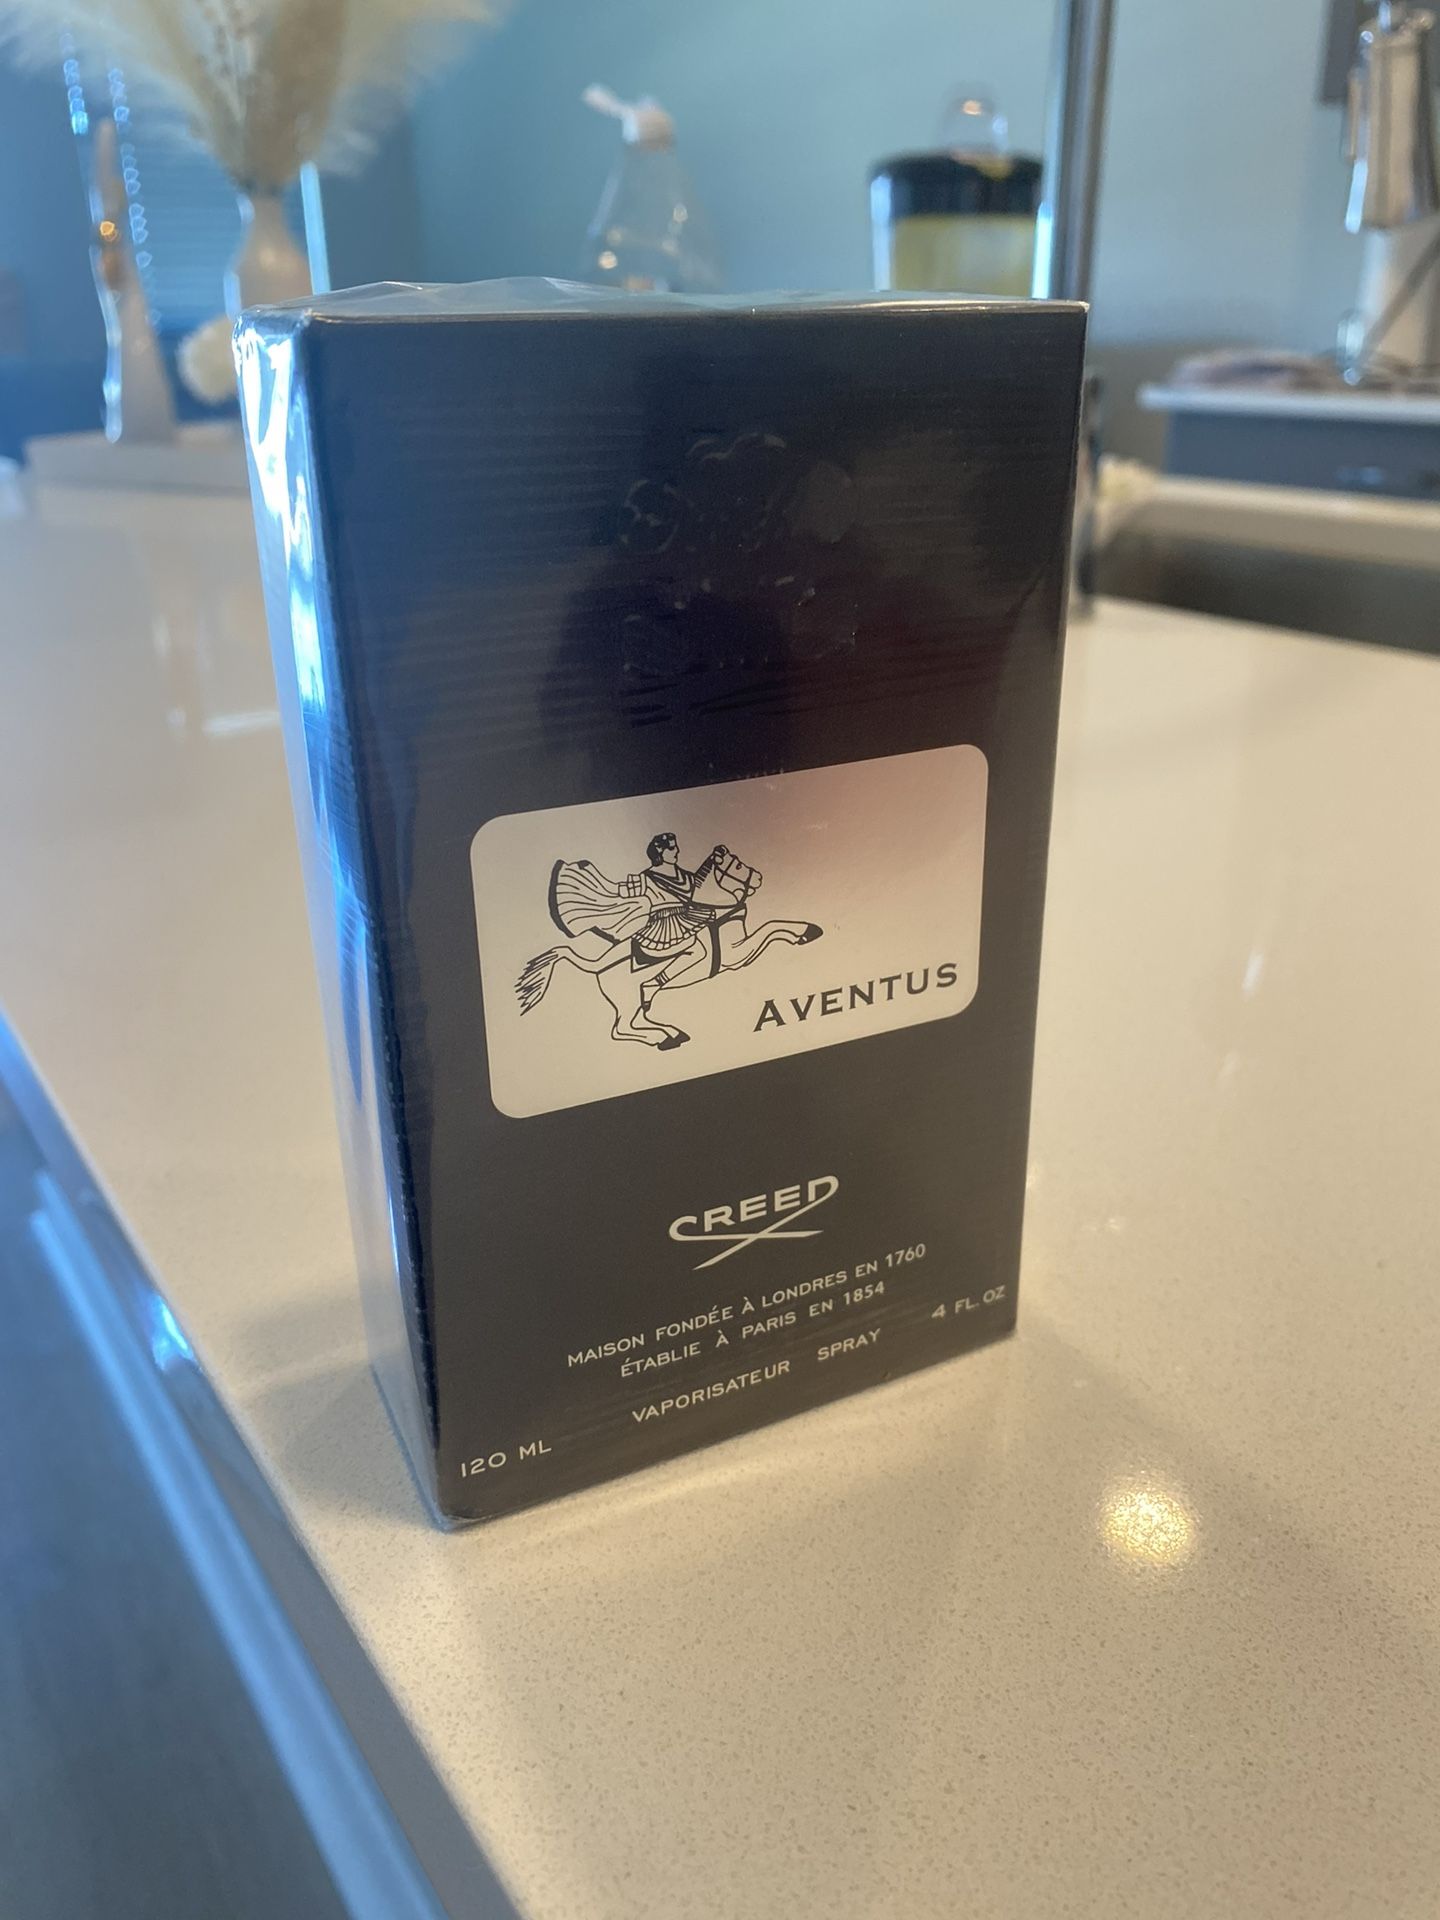 AVENTUS
CREED
MAISON FONDÉE À LONDRES EN 1760
ÉTABLIE À PARIS EN 1854
VAPORISATEUR SPRAY
120 ML
4 FL. OZ